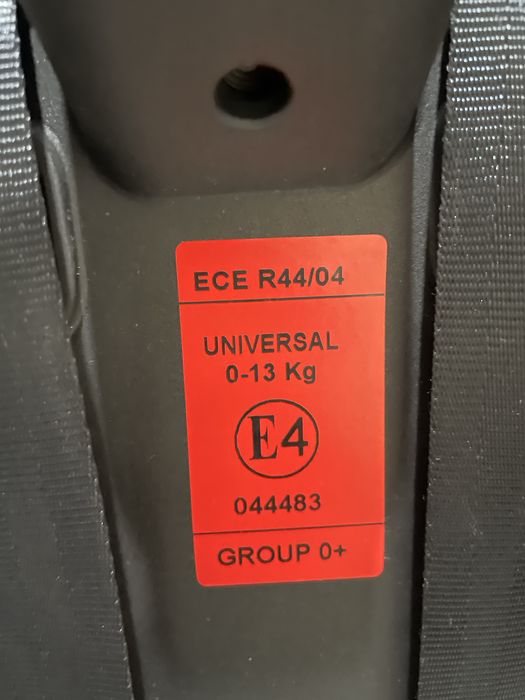 ECE R44/04
UNIVERSAL
0-13 Kg
E4
044483
GROUP 0+